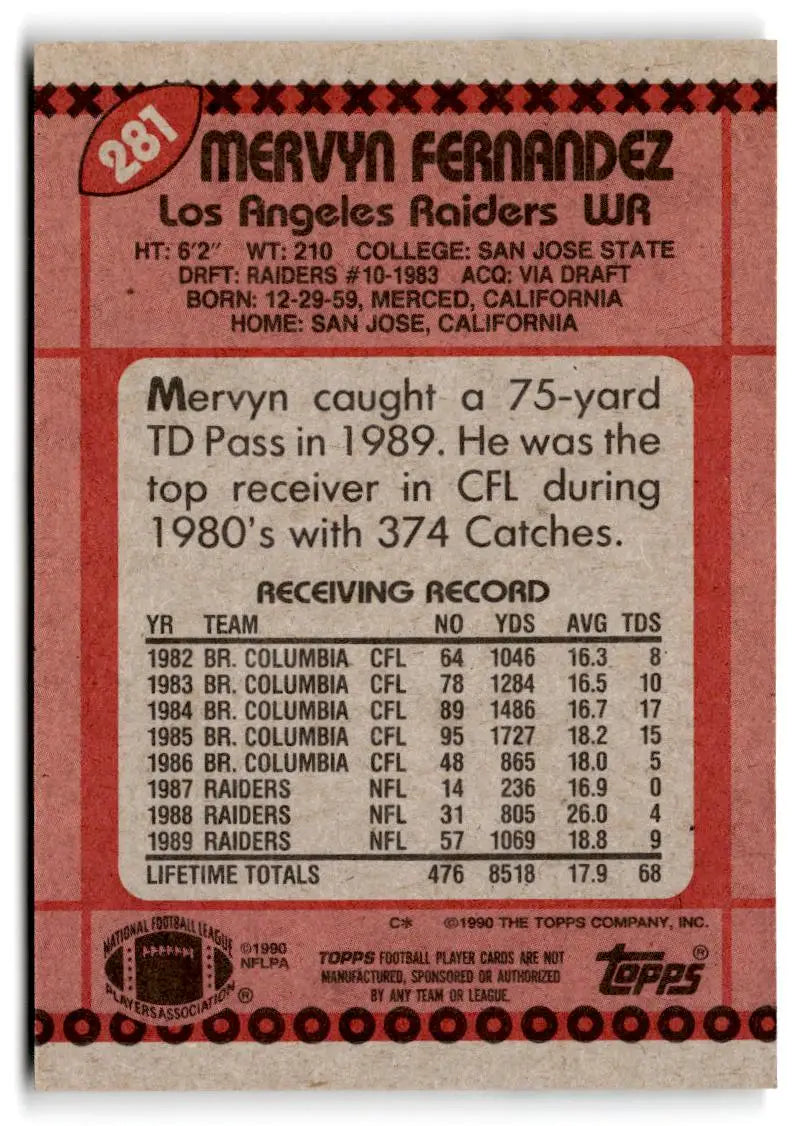 281
MERVYN FERNANDEZ
Los Angeles Raiders WR
HT: 6'2" WT: 210 COLLEGE: SAN JOSE STATE
DRFT: RAIDERS #10-1983 ACQ: VIA DRAFT
BORN: 12-29-59, MERCED, CALIFORNIA
HOME: SAN JOSE, CALIFORNIA
Mervyn caught a 75-yard
TD Pass in 1989. He was the
top receiver in CFL during
1980's with 374 Catches.
RECEIVING RECORD
YR TEAM NO YDS AVG TDS
1982 BR. COLUMBIA CFL 64 1046 16.3 8
1983 BR. COLUMBIA CFL 78 1284 16.5 10
1984 BR. COLUMBIA CFL 89 1486 16.7 17
1985 BR. COLUMBIA CFL 95 1727 18.2 15
1986 BR. COLUMBIA CFL 48 865 18.0 5
1987 RAIDERS NFL 14 236 16.9 0
1988 RAIDERS NFL 31 805 26.0 4
1989 RAIDERS NFL 57 1069 18.8 9
LIFETIME TOTALS 476 8518 17.9 68
C* ©1990 THE TOPPS COMPANY, INC.
NATIONAL FOOTBALL LEAGUE
PLAYERS ASSOCIATION ®
©1990
NFLPA
TOPPS FOOTBALL PLAYER CARDS ARE NOT
MANUFACTURED, SPONSORED OR AUTHORIZED
BY ANY TEAM OR LEAGUE.
topps ®